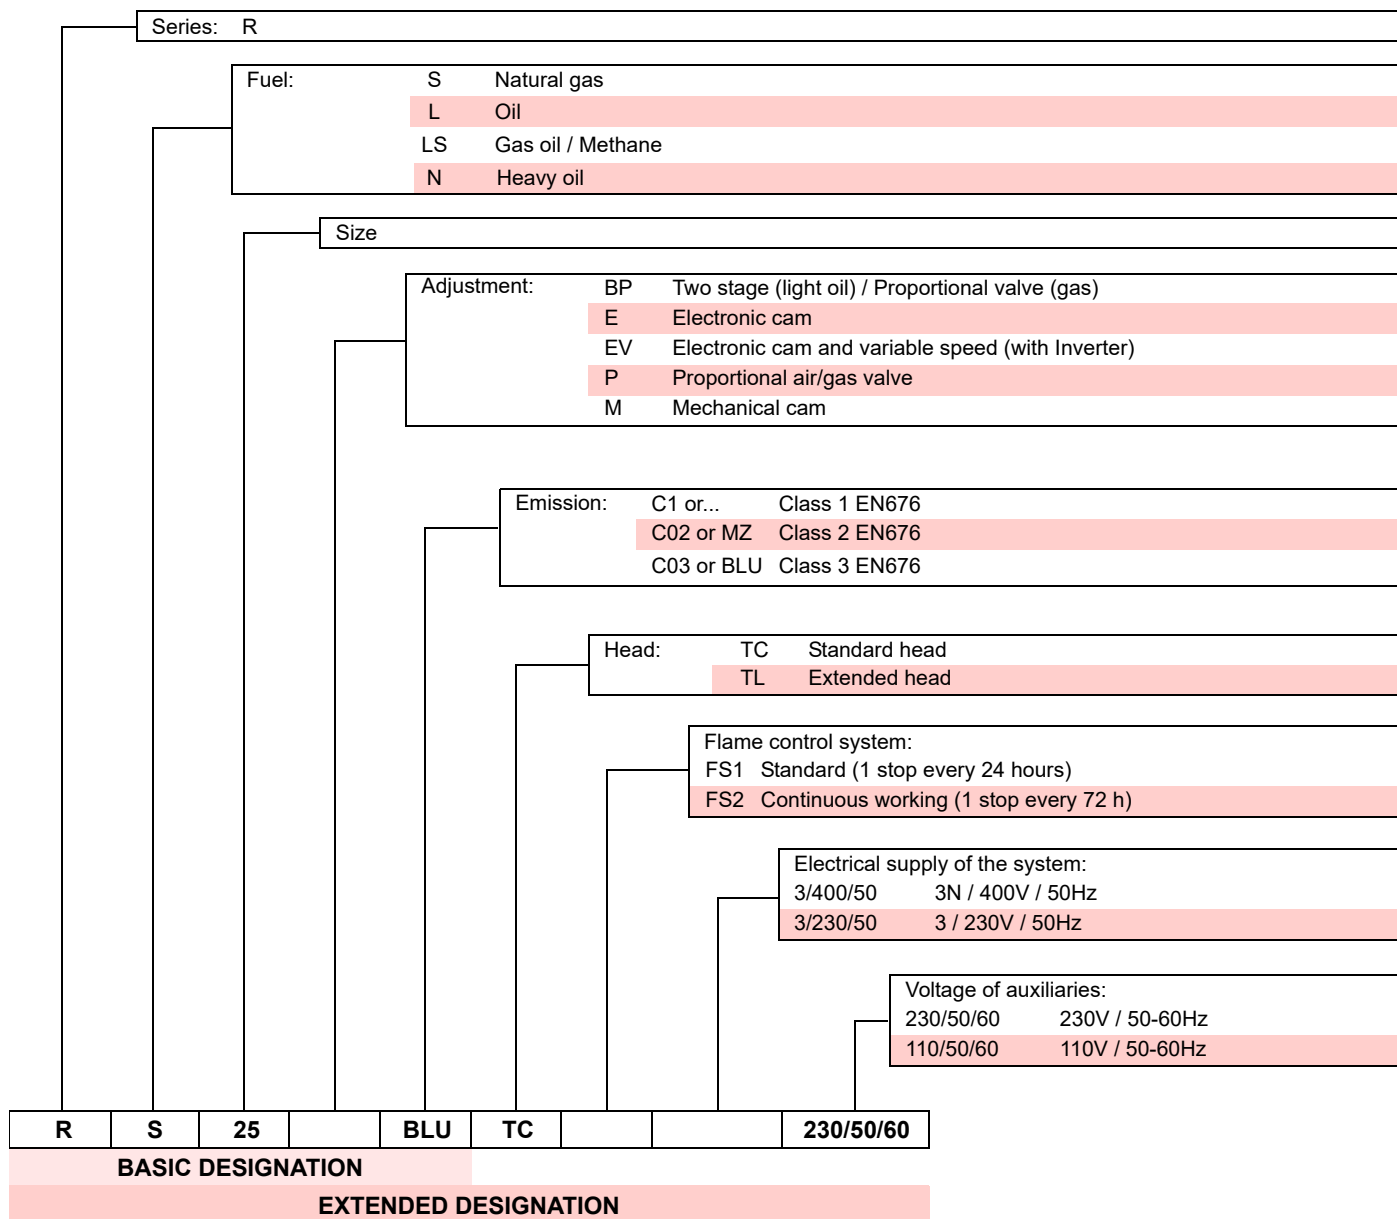 Series: R
Fuel: S Natural gas
L Oil
LS Gas oil / Methane
N Heavy oil
Size
Adjustment: BP Two stage (light oil) / Proportional valve (gas)
E Electronic cam
EV Electronic cam and variable speed (with Inverter)
P Proportional air/gas valve
M Mechanical cam
Emission: C1 or... Class 1 EN676
C02 or MZ Class 2 EN676
C03 or BLU Class 3 EN676
Head: TC Standard head
TL Extended head
Flame control system:
FS1 Standard (1 stop every 24 hours)
FS2 Continuous working (1 stop every 72 h)
Electrical supply of the system:
3/400/50 3N / 400V / 50Hz
3/230/50 3 / 230V / 50Hz
Voltage of auxiliaries:
230/50/60 230V / 50-60Hz
110/50/60 110V / 50-60Hz
R S 25 BLU TC 230/50/60
BASIC DESIGNATION
EXTENDED DESIGNATION